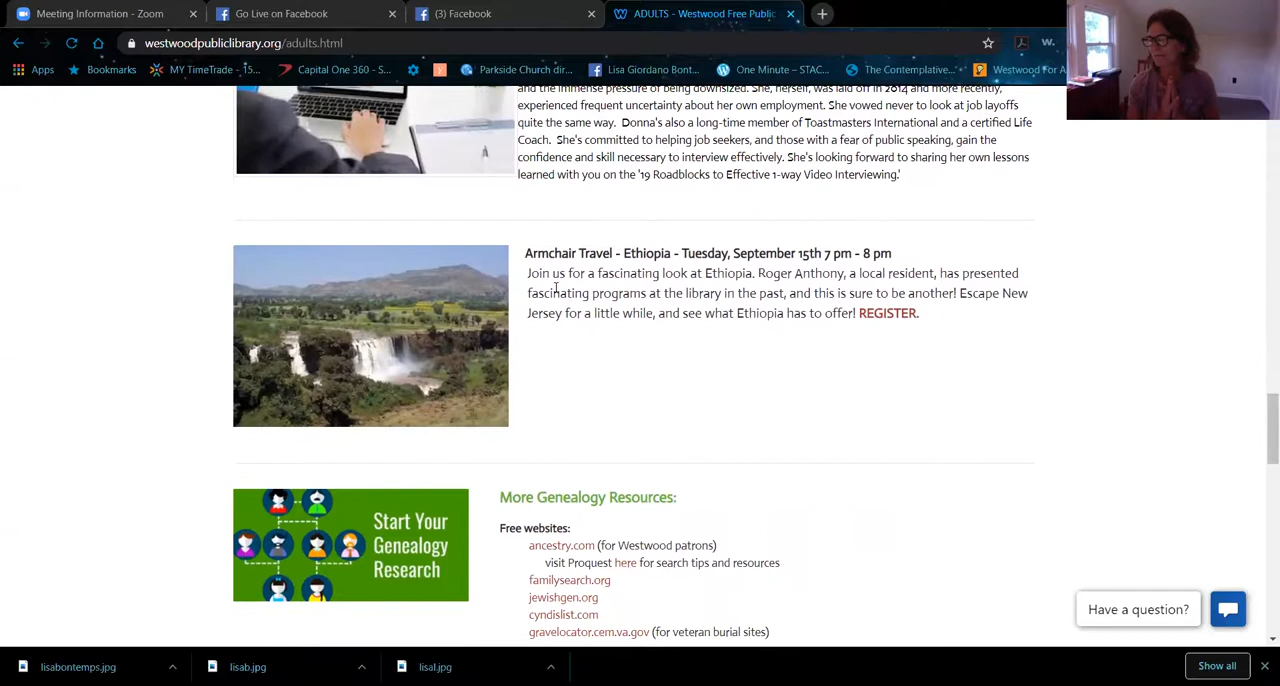 Meeting Information - Zoom
Go Live on Facebook
(3) Facebook
ADULTS - Westwood Free Public
westwoodpubliclibrary.org/adults.html
W.
Apps
Bookmarks
MY TimeTrade - 15...
Capital One 360 - S...
Parkside Church dir...
Lisa Giordano Bont...
One Minute – STAC...
The Contemplative...
Westwood For A
and the immense pressure of being downsized. She, herself, was laid off in 2014 and more recently,
experienced frequent uncertainty about her own employment. She vowed never to look at job layoffs
quite the same way. Donna's also a long-time member of Toastmasters International and a certified Life
Coach. She's committed to helping job seekers, and those with a fear of public speaking, gain the
confidence and skill necessary to interview effectively. She's looking forward to sharing her own lessons
learned with you on the '19 Roadblocks to Effective 1-way Video Interviewing.'
Armchair Travel - Ethiopia - Tuesday, September 15th 7 pm - 8 pm
Join us for a fascinating look at Ethiopia. Roger Anthony, a local resident, has presented
fascinating programs at the library in the past, and this is sure to be another! Escape New
Jersey for a little while, and see what Ethiopia has to offer! REGISTER.
Start Your
Genealogy
Research
More Genealogy Resources:
Free websites:
ancestry.com (for Westwood patrons)
visit Proquest here for search tips and resources
familysearch.org
jewishgen.org
cyndislist.com
gravelocator.cem.va.gov (for veteran burial sites)
Have a question?
lisabontemps.jpg
lisab.jpg
lisal.jpg
Show all